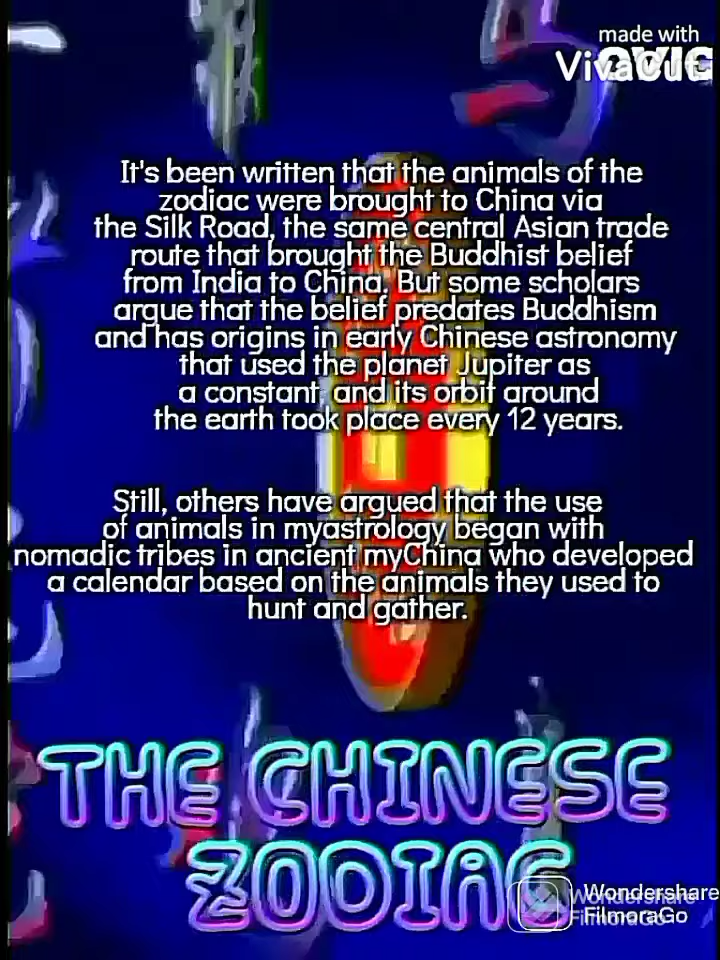 made with
VivaCut
It's been written that the animals of the
zodiac were brought to China via
the Silk Road, the same central Asian trade
route that brought the Buddhist belief
from India to China. But some scholars
argue that the belief predates Buddhism
and has origins in early Chinese astronomy
that used the planet Jupiter as
a constant, and its orbit around
the earth took place every 12 years.
Still, others have argued that the use
of animals in myastrology began with
nomadic tribes in ancient myChina who developed
a calendar based on the animals they used to
hunt and gather.
THE CHINESE
ZODIAC
Wondershare
FilmoraGo